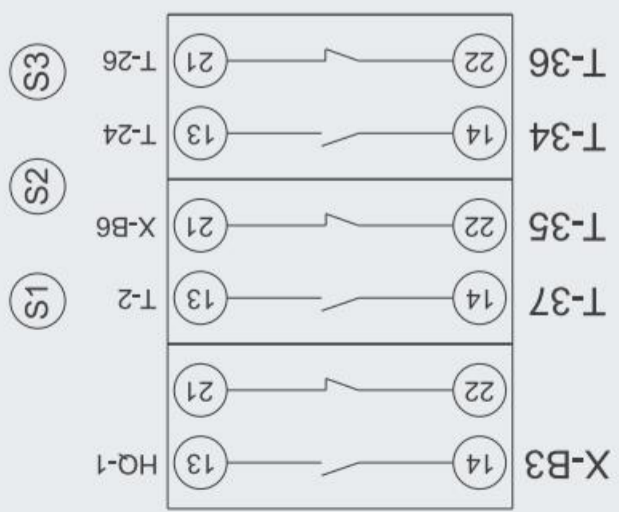 X-B3 14 13 HQ-1
22 21
T-37 14 13 T-2
S1
T-35 22 21 X-B6
S2
T-34 14 13 T-24
S3
T-36 22 21 T-26